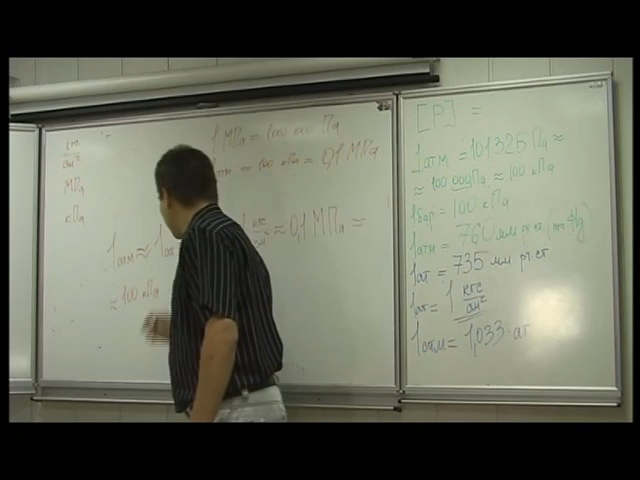 кгс
см²
МПа
кПа
1 МПа = 1000 000 Па
= 100 кПа = 0,1 МПа
1атм ≈ 1ат кгс/см² ≈ 0,1 МПа ≈
≈ 100 кПа
[P] =
1атм = 101325 Па ≈
≈ 100 000 Па ≈ 100 кПа
1бар = 100 кПа
1атм = 760 мм рт.ст (mm Hg)
1ат = 735 мм рт.ст
1ат = 1 кгс/см²
1атм = 1,033 ат